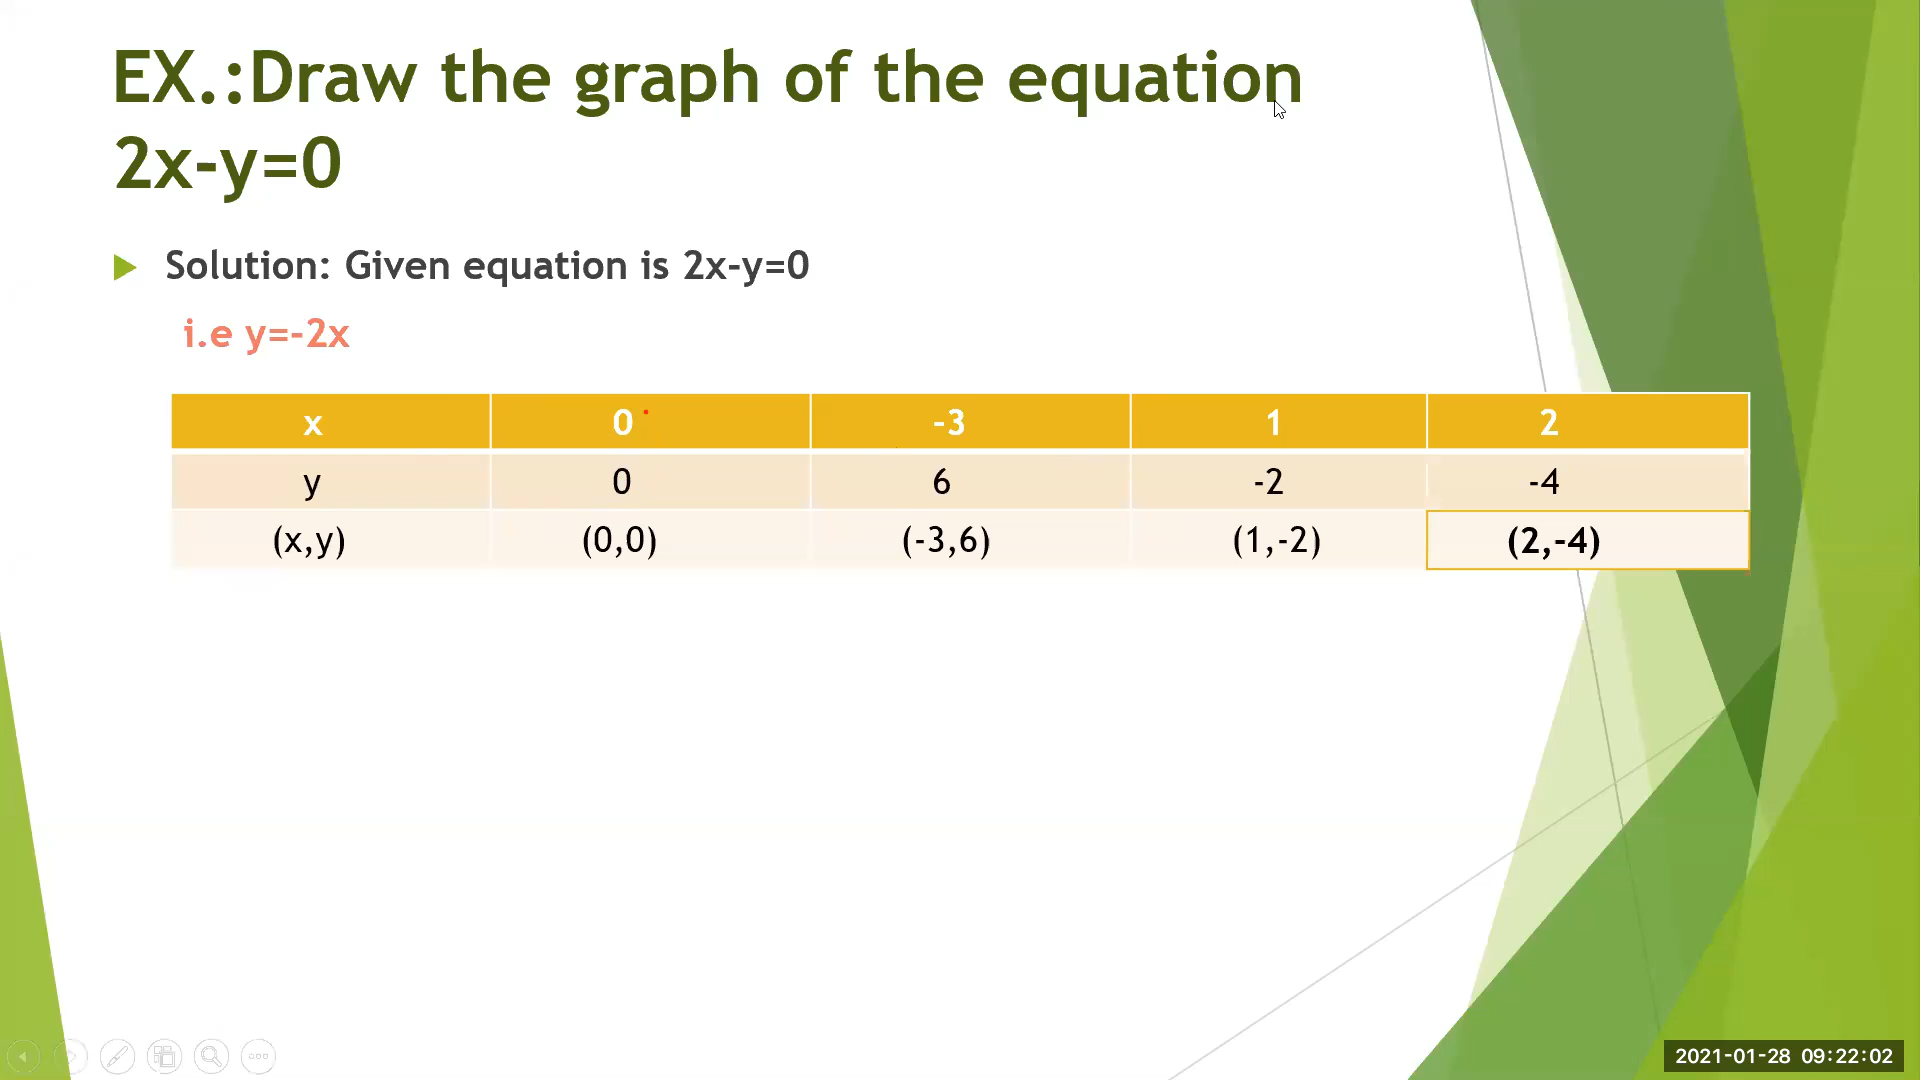 EX.:Draw the graph of the equation
2x-y=0
Solution: Given equation is 2x-y=0
i.e y=-2x
x 0 -3 1 2
y 0 6 -2 -4
(x,y) (0,0) (-3,6) (1,-2) (2,-4)
2021-01-28 09:22:02